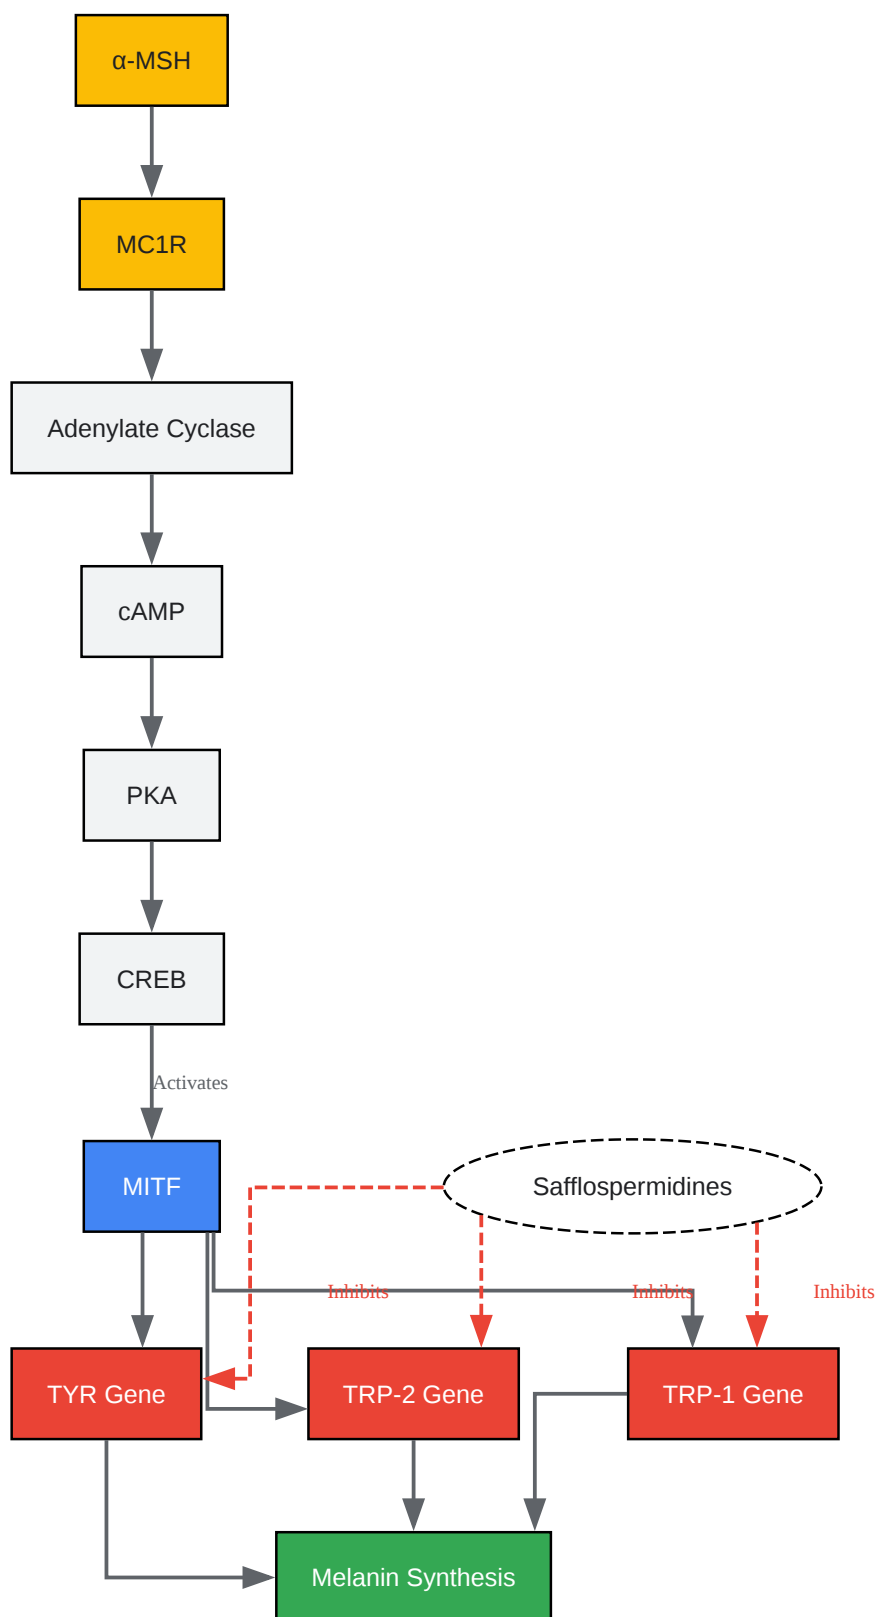 α-MSH
MC1R
Adenylate Cyclase
cAMP
PKA
CREB
Activates
MITF
Safflospermidines
Inhibits
Inhibits
Inhibits
TYR Gene
TRP-2 Gene
TRP-1 Gene
Melanin Synthesis